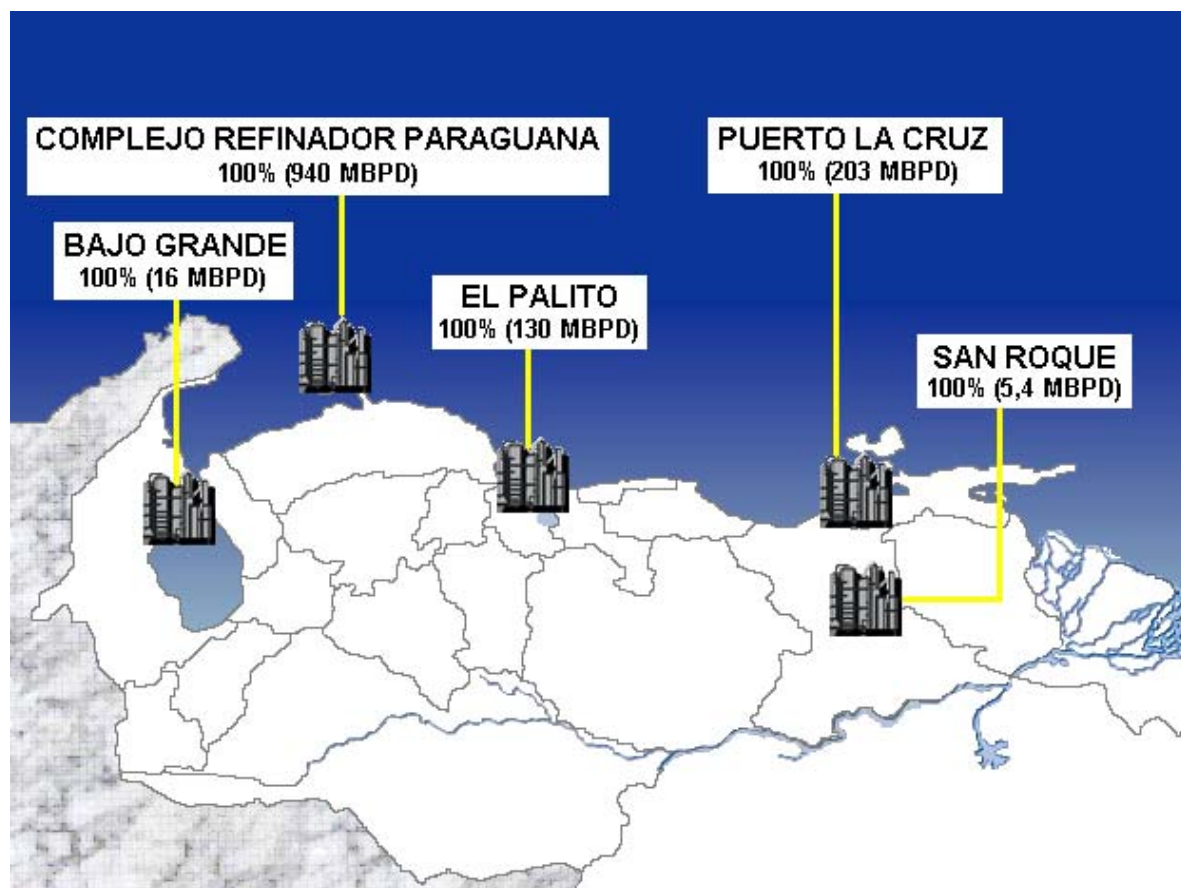 COMPLEJO REFINADOR PARAGUANA
100% (940 MBPD)
PUERTO LA CRUZ
100% (203 MBPD)
BAJO GRANDE
100% (16 MBPD)
EL PALITO
100% (130 MBPD)
SAN ROQUE
100% (5,4 MBPD)